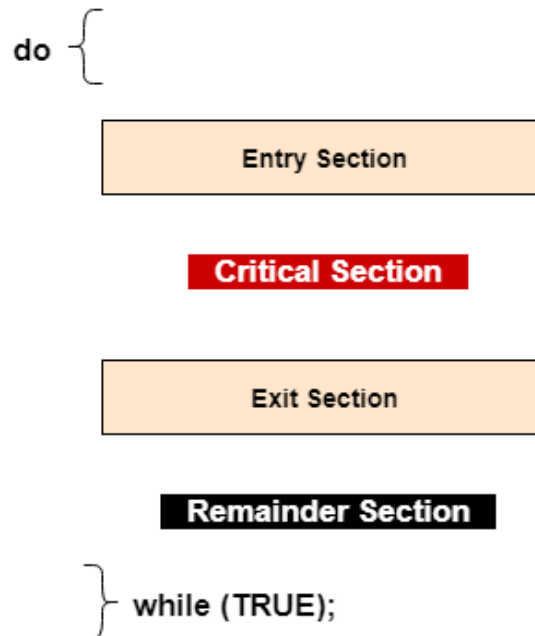 do {
Entry Section
Critical Section
Exit Section
Remainder Section
} while (TRUE);